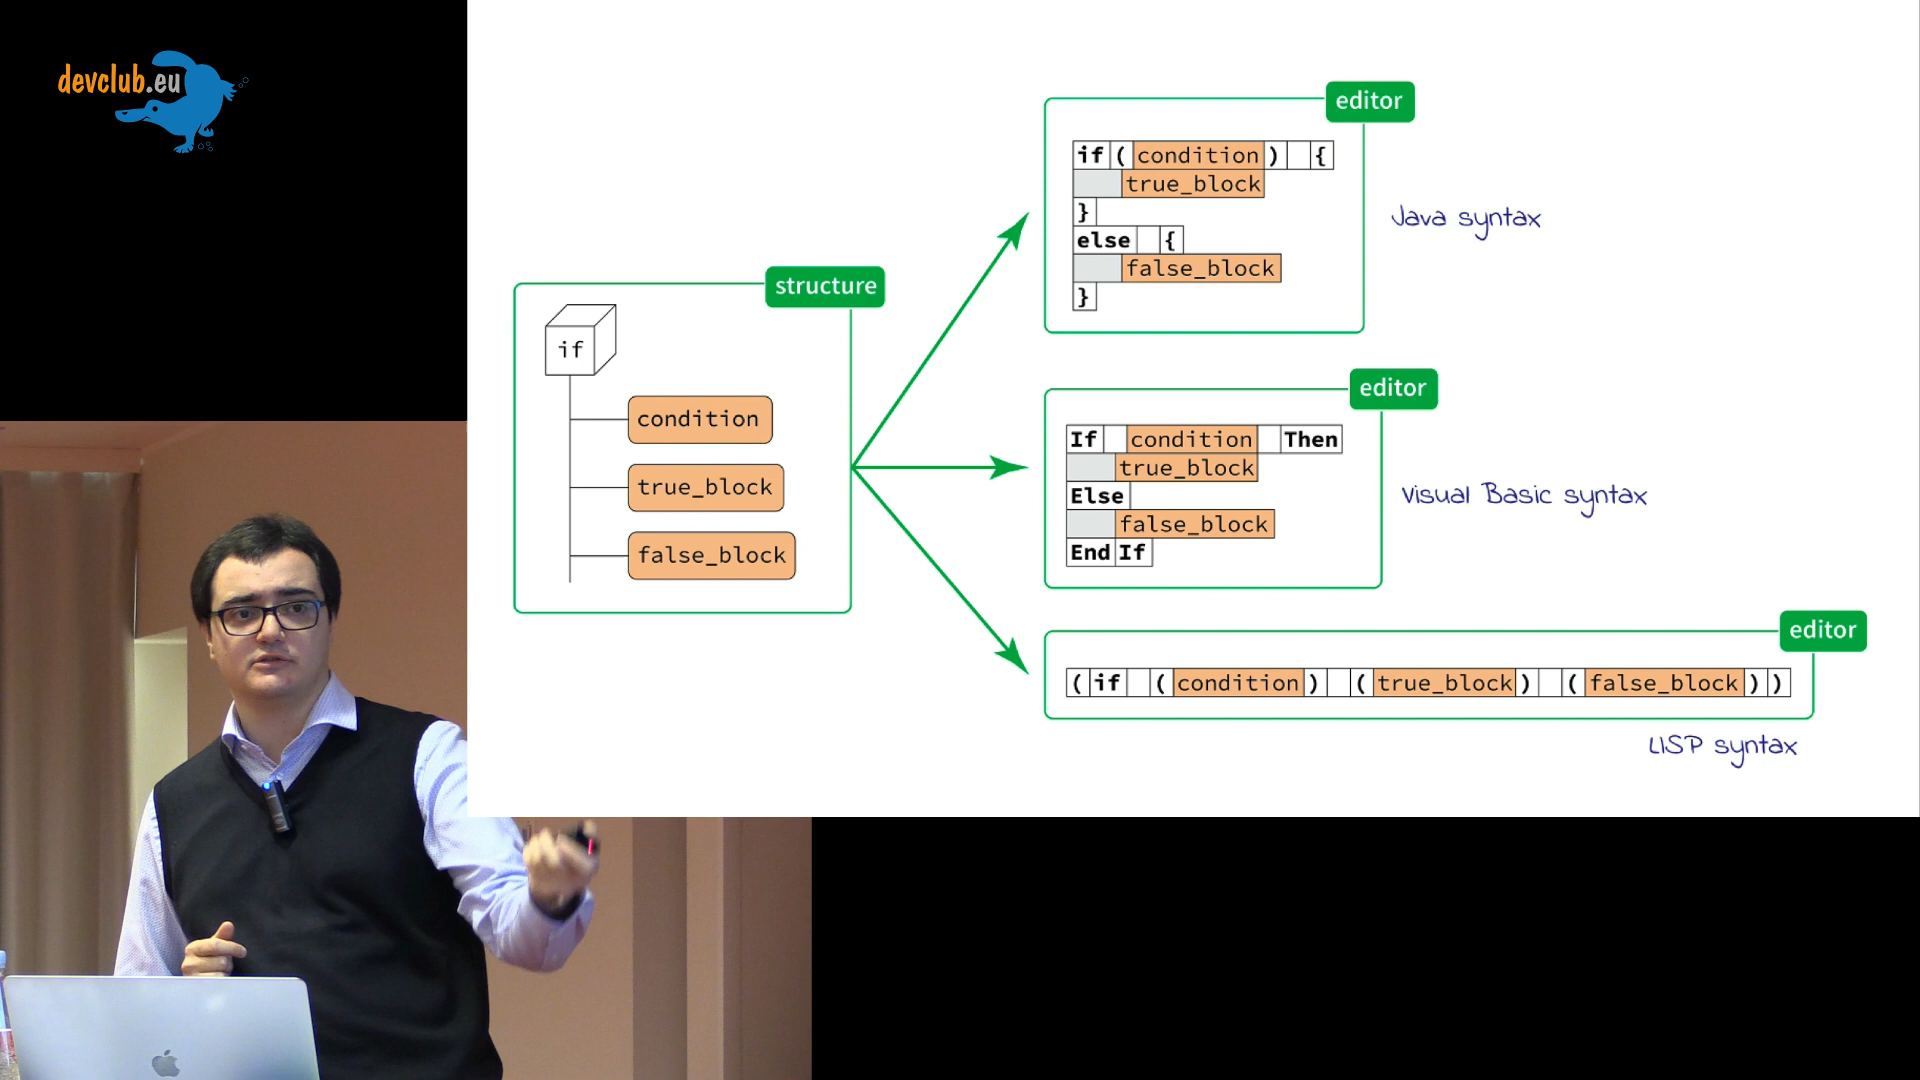 devclub.eu
structure
if
condition
true_block
false_block
editor
if ( condition ) {
true_block
}
else {
false_block
}
Java syntax
editor
If condition Then
true_block
Else
false_block
End If
Visual Basic syntax
editor
( if ( condition ) ( true_block ) ( false_block ) )
LISP syntax